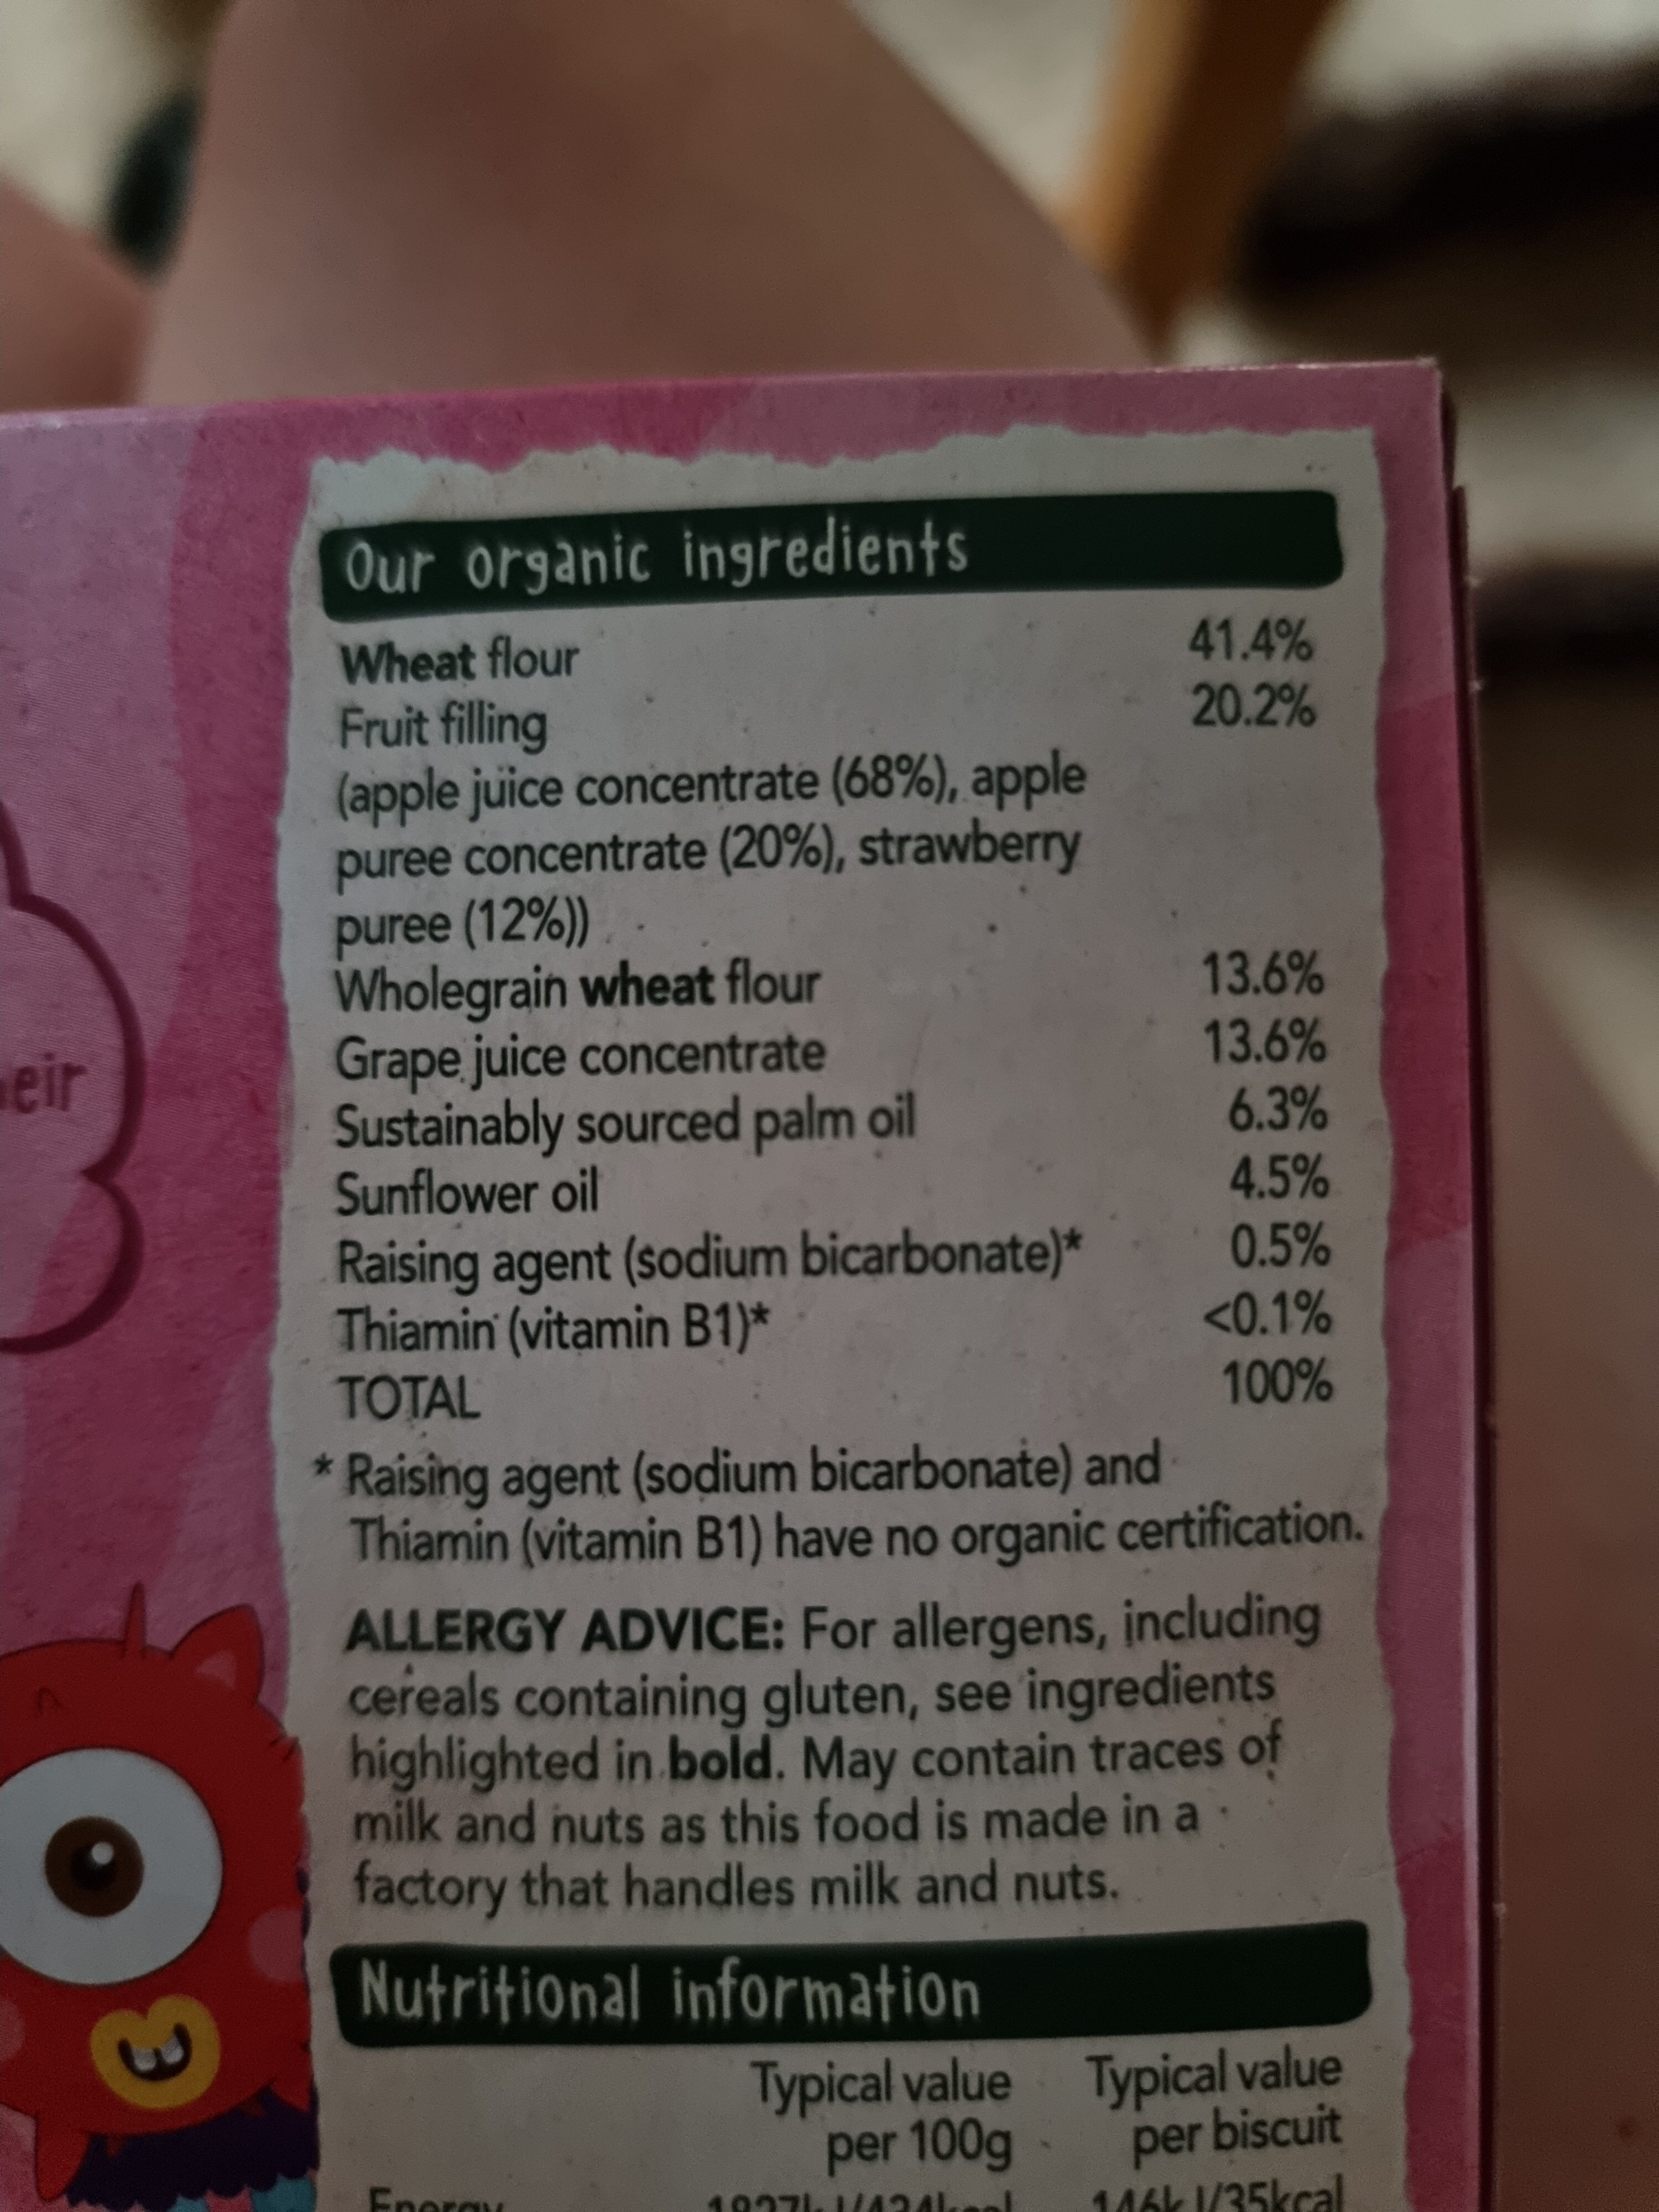 Our organic ingredients
Wheat flour 41.4%
Fruit filling 20.2%
(apple juice concentrate (68%), apple
puree concentrate (20%), strawberry
puree (12%))
Wholegrain wheat flour 13.6%
Grape juice concentrate 13.6%
Sustainably sourced palm oil 6.3%
Sunflower oil 4.5%
Raising agent (sodium bicarbonate)* 0.5%
Thiamin (vitamin B1)* <0.1%
TOTAL 100%
* Raising agent (sodium bicarbonate) and
Thiamin (vitamin B1) have no organic certification.
ALLERGY ADVICE: For allergens, including
cereals containing gluten, see ingredients
highlighted in bold. May contain traces of
milk and nuts as this food is made in a
factory that handles milk and nuts.
Nutritional information
Typical value Typical value
per 100g per biscuit
Energy 146kJ/35kcal